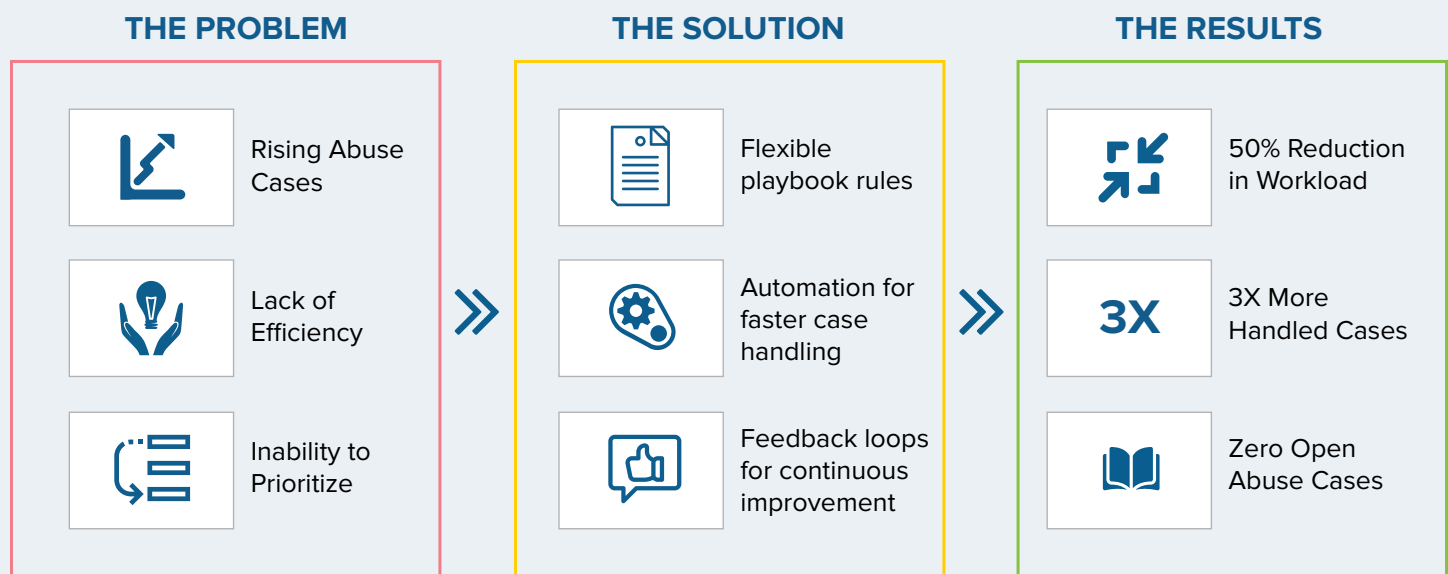 THE PROBLEM
Rising Abuse
Cases
Lack of
Efficiency
Inability to
Prioritize
THE SOLUTION
Flexible
playbook rules
Automation for
faster case
handling
Feedback loops
for continuous
improvement
THE RESULTS
50% Reduction
in Workload
3X
3X More
Handled Cases
Zero Open
Abuse Cases